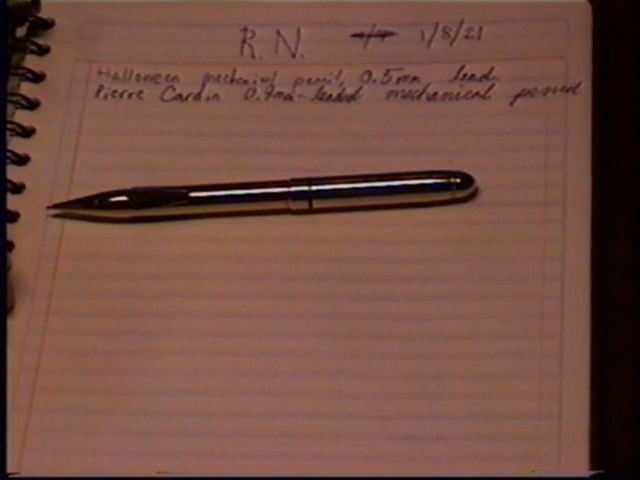 R. N. 1/8/21
Halloween mechanical pencil, 0.5mm lead.
Pierre Cardin 0.9mm-leaded mechanical pencil